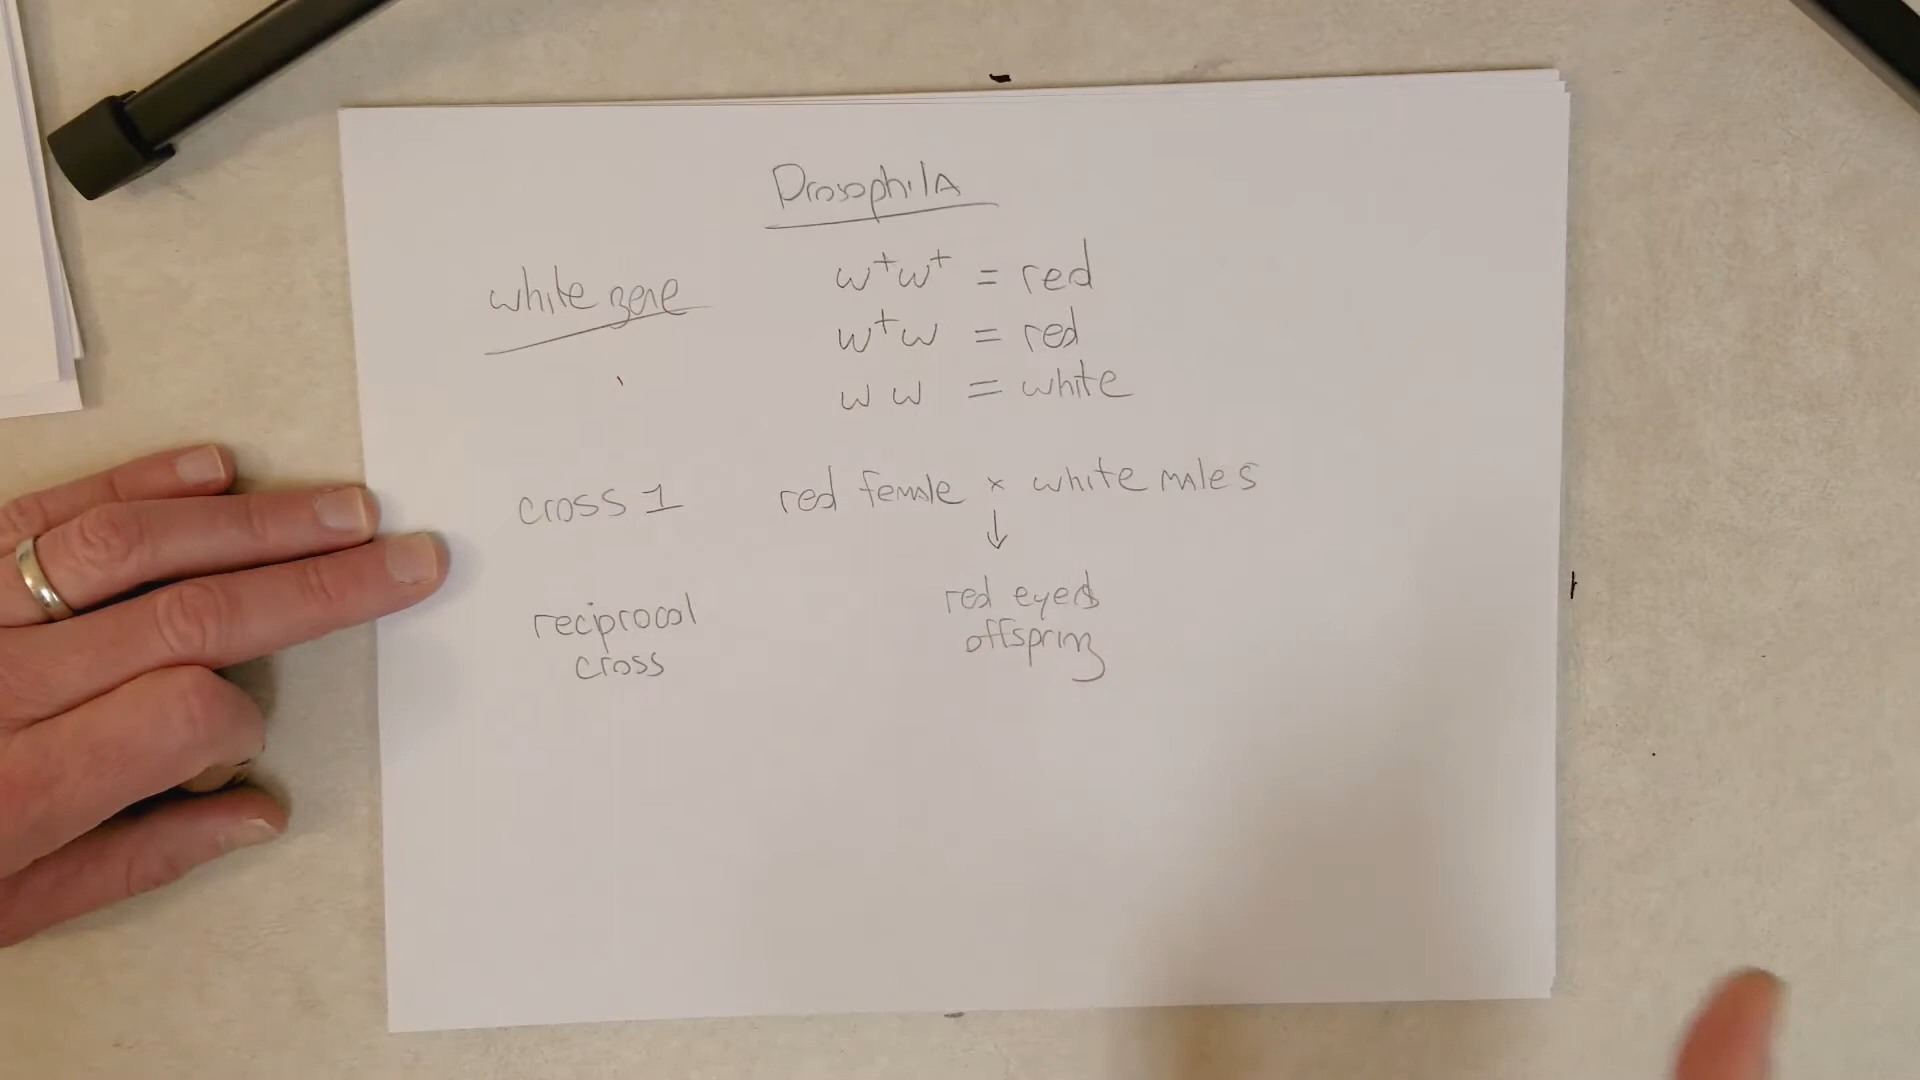 DrosophilA
white gene
w+w+ = red
w+w = red
w w = white
cross 1 red female x white males
↓
red eyed
offspring
reciprocal
cross